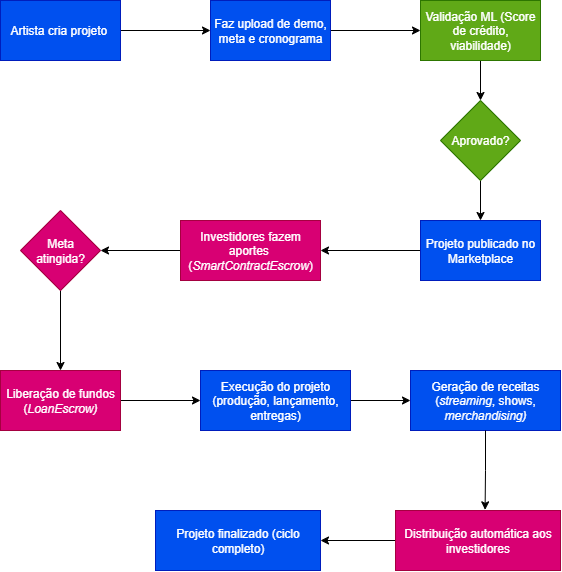 Artista cria projeto
Faz upload de demo,
meta e cronograma
Validação ML (Score
de crédito,
viabilidade)
Aprovado?
Projeto publicado no
Marketplace
Investidores fazem
aportes
(SmartContractEscrow)
Meta
atingida?
Liberação de fundos
(LoanEscrow)
Execução do projeto
(produção, lançamento,
entregas)
Geração de receitas
(streaming, shows,
merchandising)
Distribuição automática aos
investidores
Projeto finalizado (ciclo
completo)